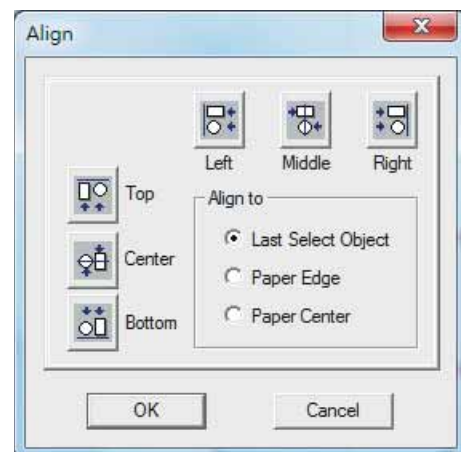 Align
Left Middle Right
Top
Align to
Last Select Object
Center
Paper Edge
Paper Center
Bottom
OK Cancel